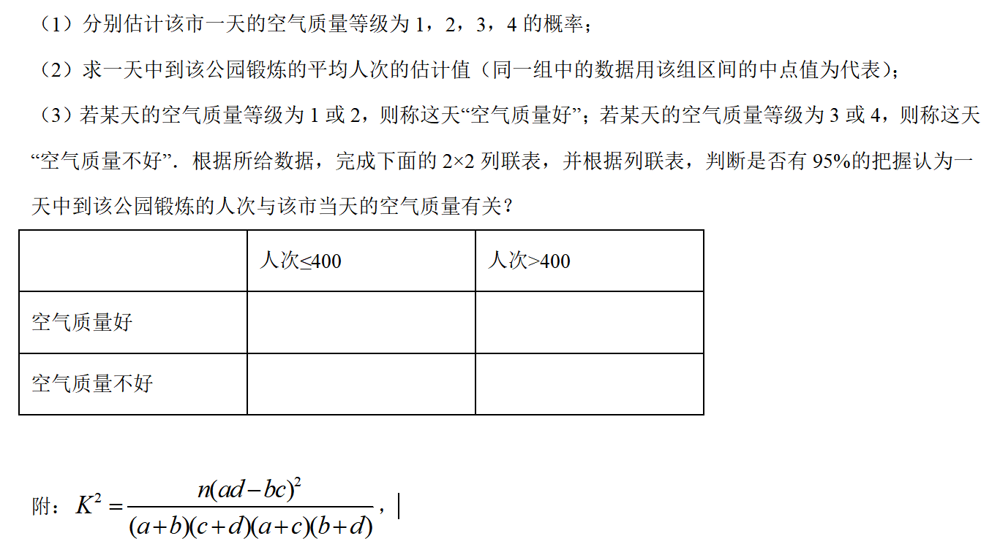 （1）分别估计该市一天的空气质量等级为 1，2，3，4 的概率；
（2）求一天中到该公园锻炼的平均人次的估计值（同一组中的数据用该组区间的中点值为代表）；
（3）若某天的空气质量等级为 1 或 2，则称这天“空气质量好”；若某天的空气质量等级为 3 或 4，则称这天
“空气质量不好”．根据所给数据，完成下面的 2×2 列联表，并根据列联表，判断是否有 95%的把握认为一
天中到该公园锻炼的人次与该市当天的空气质量有关？
人次≤400 人次>400
空气质量好
空气质量不好
附：K² = n(ad−bc)² / (a+b)(c+d)(a+c)(b+d)，